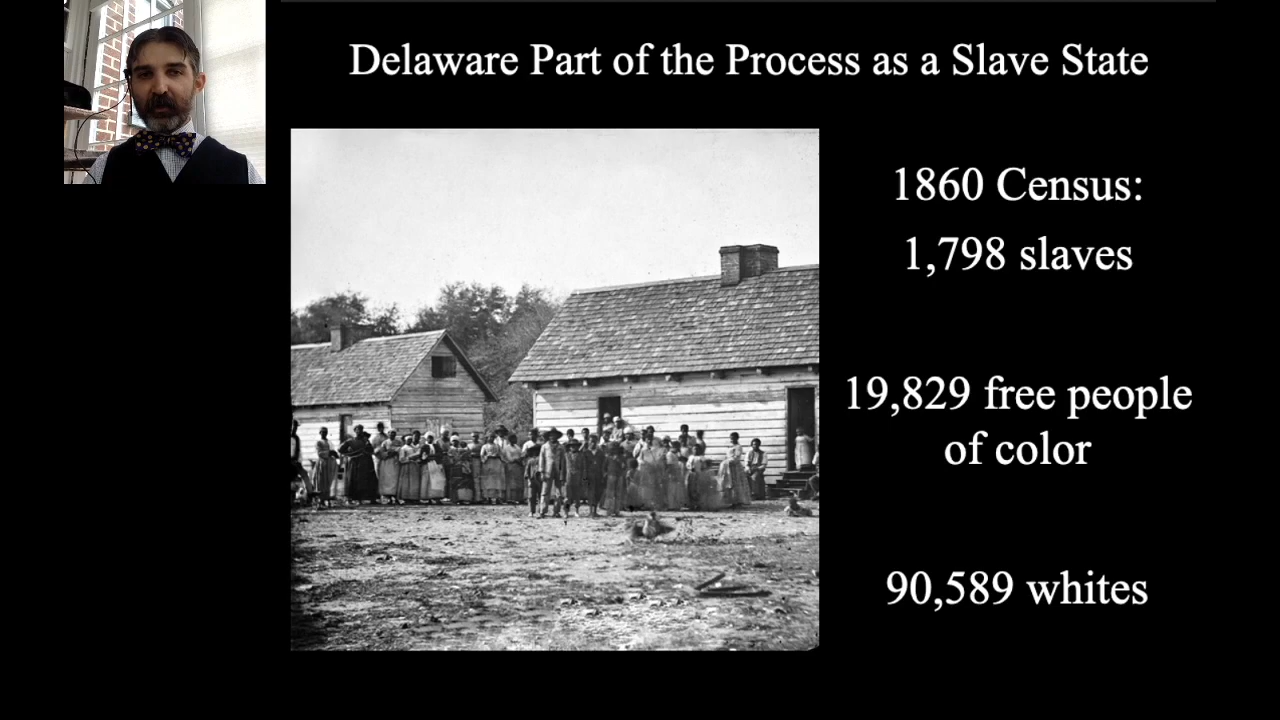 Delaware Part of the Process as a Slave State
1860 Census:
1,798 slaves
19,829 free people
of color
90,589 whites